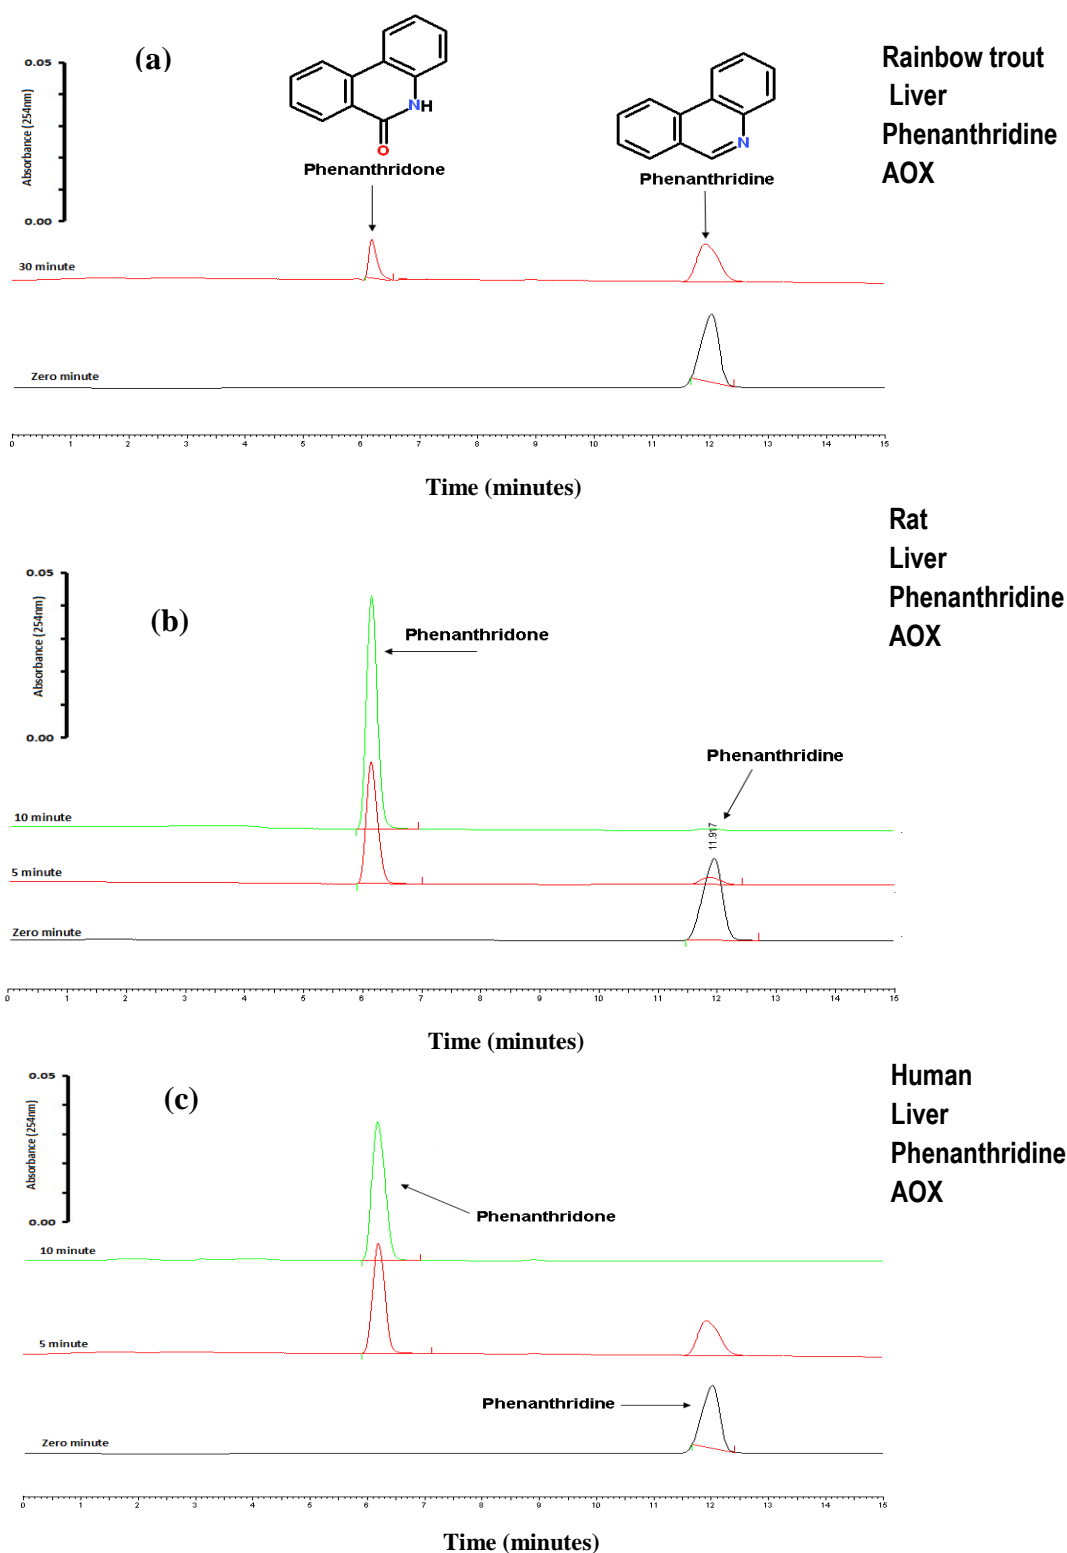 (a)
Rainbow trout
Liver
Phenanthridine
AOX
0.05
Absorbance (254nm)
0.00
NH
O
Phenanthridone
N
Phenanthridine
30 minute
Zero minute
0 1 2 3 4 5 6 7 8 9 10 11 12 13 14 15
Time (minutes)
Rat
Liver
Phenanthridine
AOX
(b)
0.05
Absorbance (254nm)
0.00
Phenanthridone
Phenanthridine
11.917
10 minute
5 minute
Zero minute
0 1 2 3 4 5 6 7 8 9 10 11 12 13 14 15
Time (minutes)
Human
Liver
Phenanthridine
AOX
(c)
0.05
Absorbance (254nm)
0.00
Phenanthridone
10 minute
5 minute
Phenanthridine
Zero minute
0 1 2 3 4 5 6 7 8 9 10 11 12 13 14 15
Time (minutes)